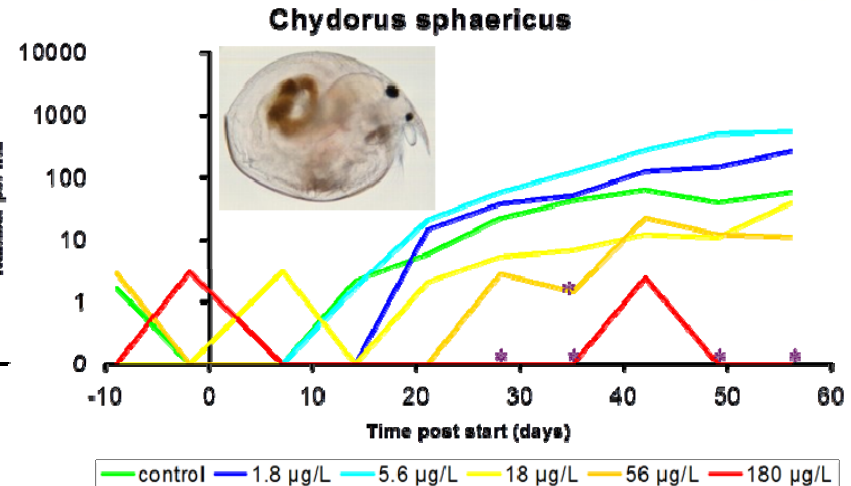 Chydorus sphaericus
10000
1000
100
10
1
0
-10 0 10 20 30 40 50 60
* * * * *
Time post start (days)
control 1.8 µg/L 5.6 µg/L 18 µg/L 56 µg/L 180 µg/L